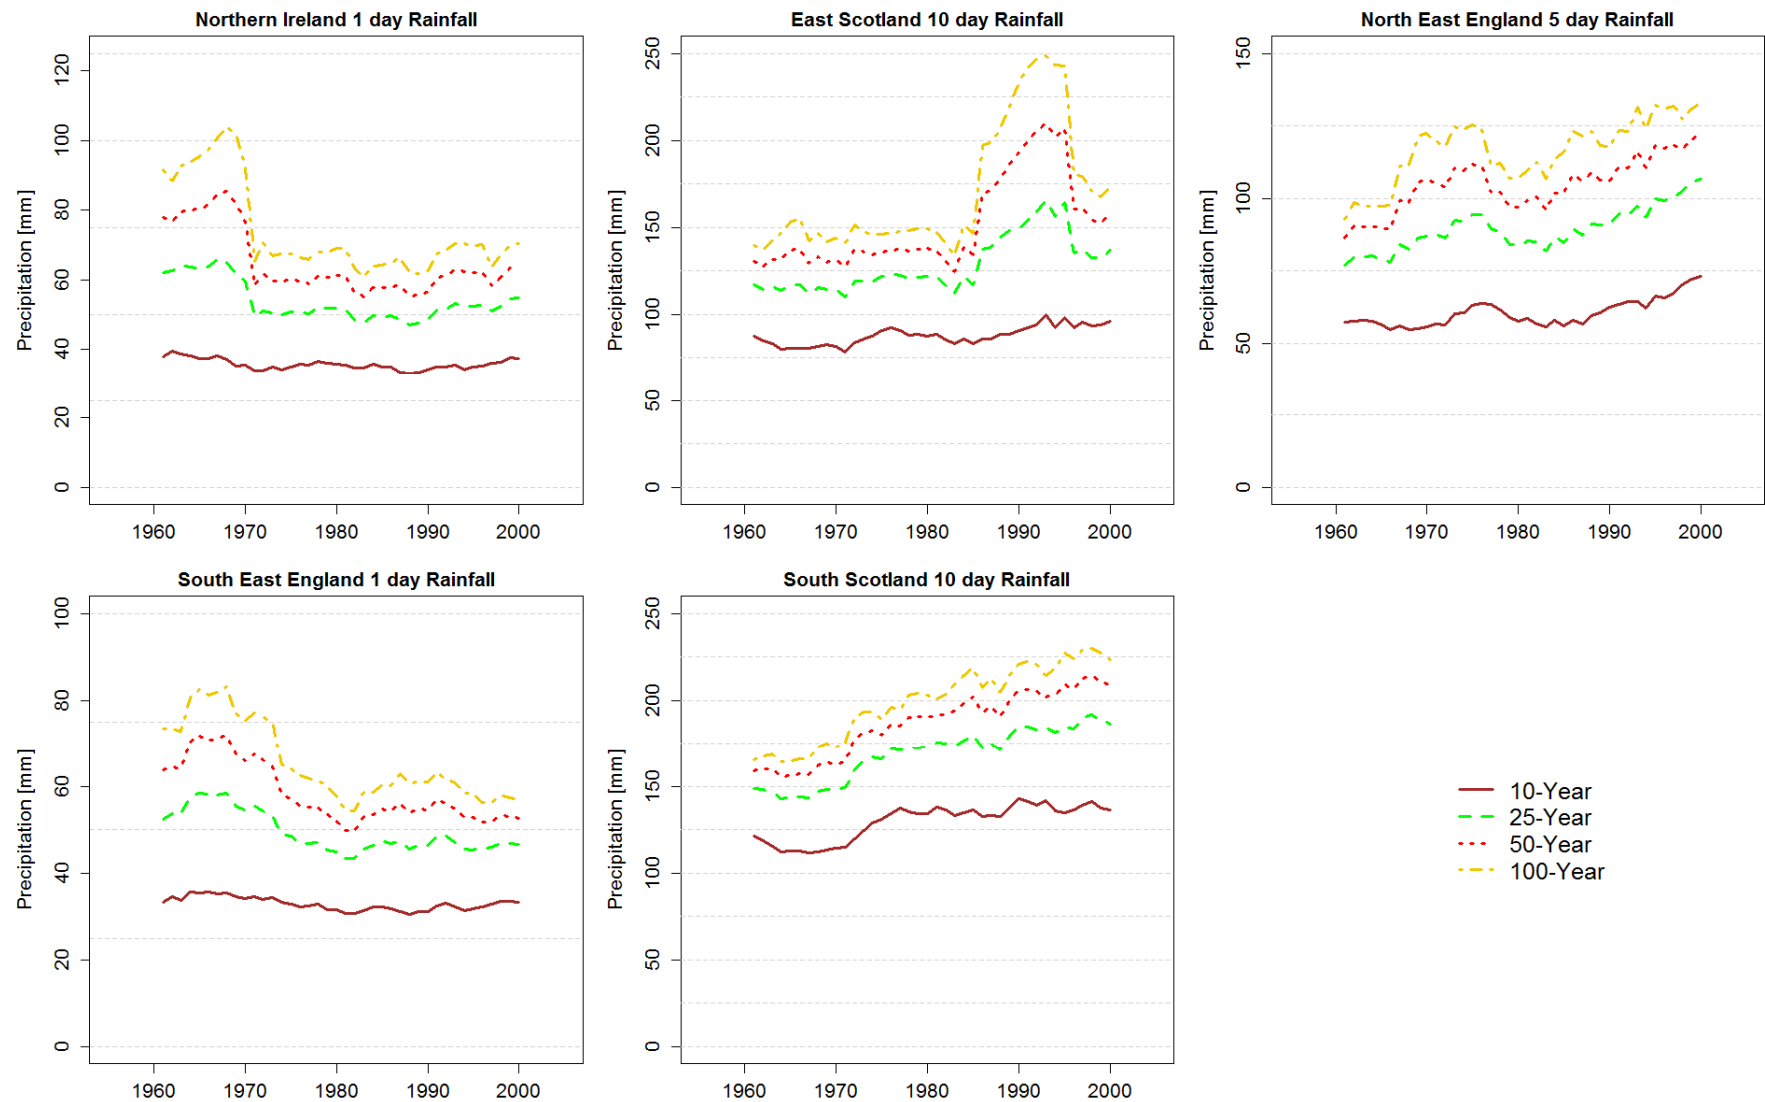 Northern Ireland 1 day Rainfall
Precipitation [mm]
120
100
80
60
40
20
0
1960 1970 1980 1990 2000
East Scotland 10 day Rainfall
Precipitation [mm]
250
200
150
100
50
0
1960 1970 1980 1990 2000
North East England 5 day Rainfall
Precipitation [mm]
150
100
50
0
1960 1970 1980 1990 2000
South East England 1 day Rainfall
Precipitation [mm]
100
80
60
40
20
0
1960 1970 1980 1990 2000
South Scotland 10 day Rainfall
Precipitation [mm]
250
200
150
100
50
0
1960 1970 1980 1990 2000
10-Year
25-Year
50-Year
100-Year